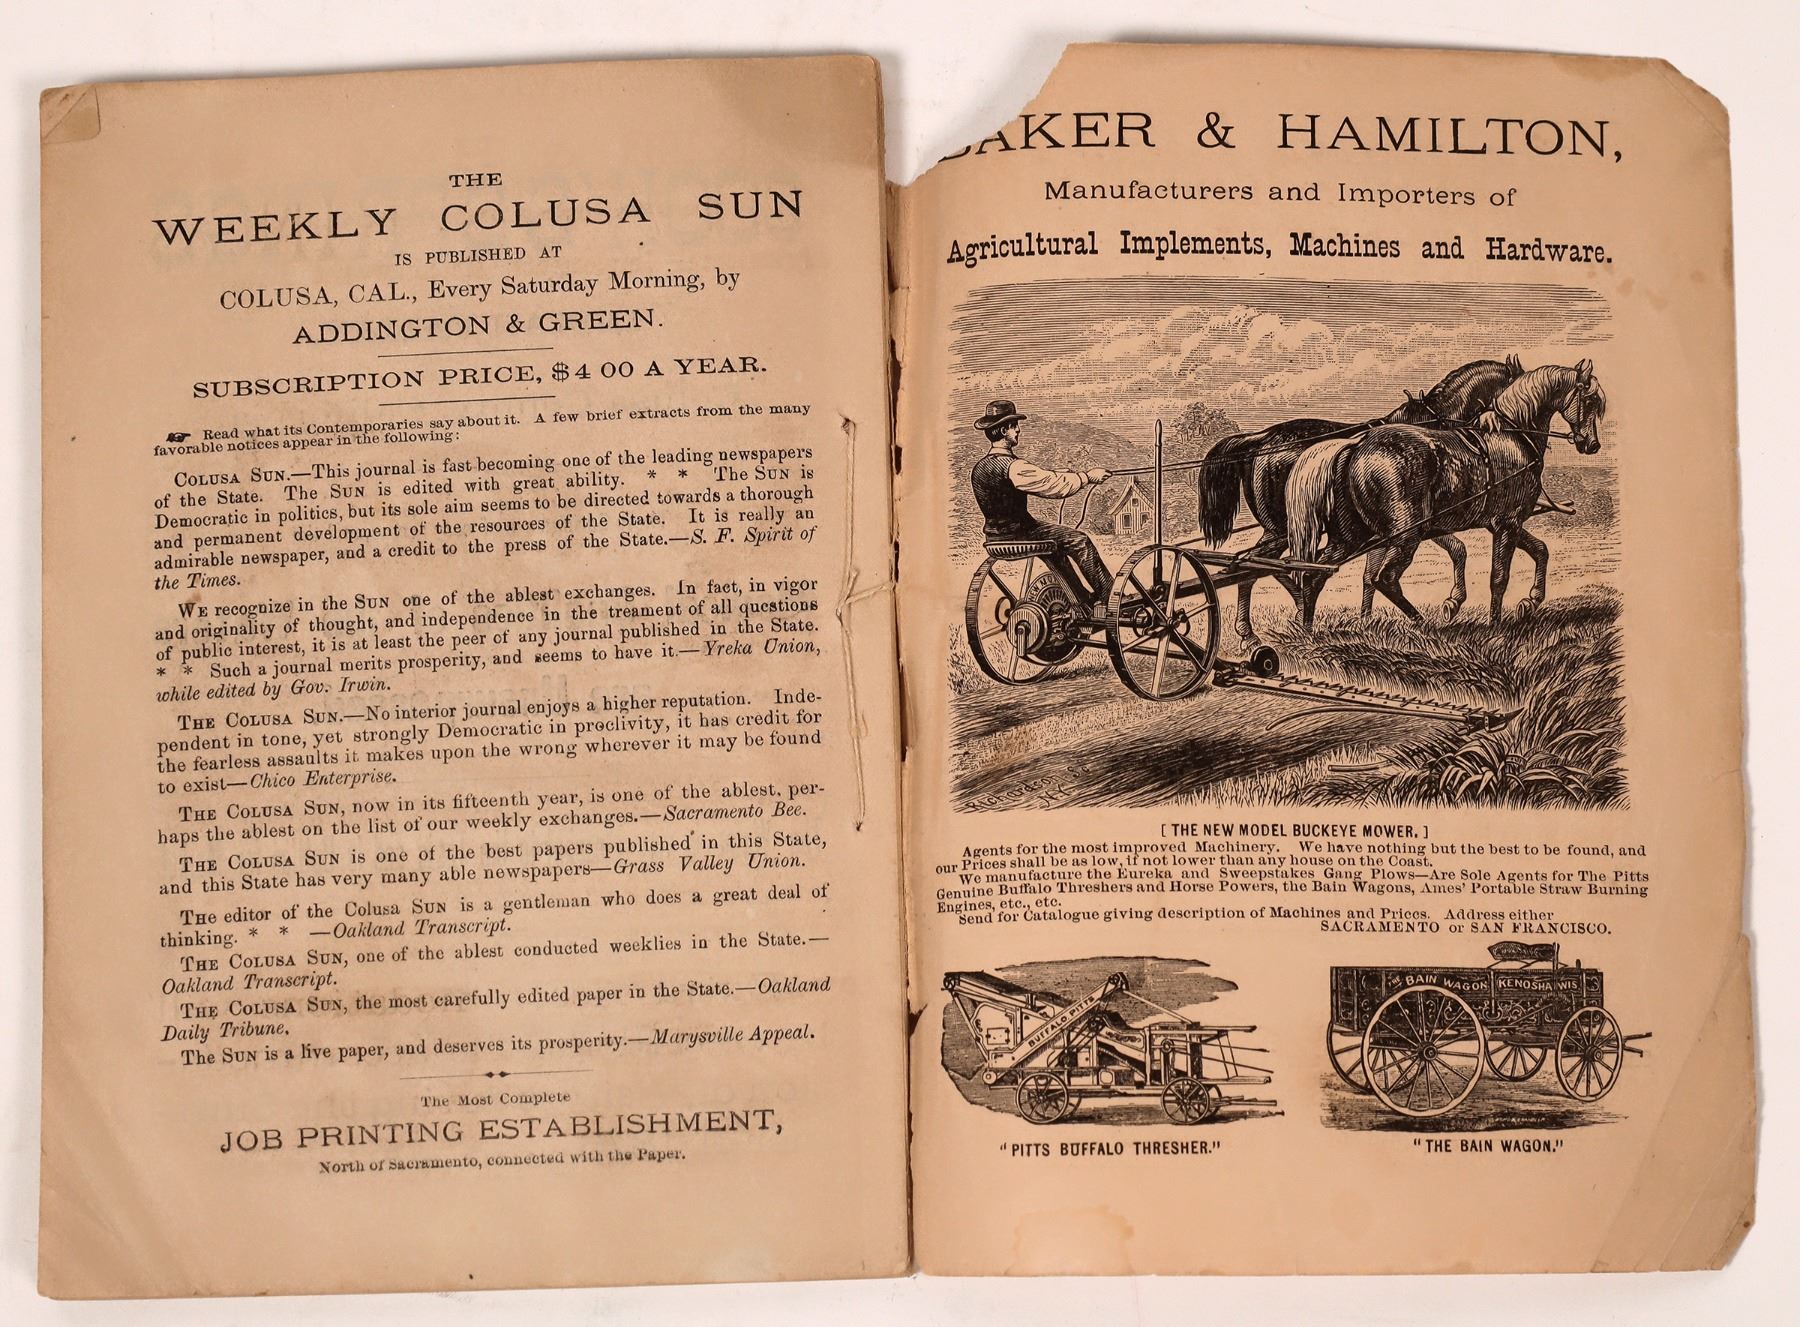 THE
WEEKLY COLUSA SUN
IS PUBLISHED AT
COLUSA, CAL., Every Saturday Morning, by
ADDINGTON & GREEN.
SUBSCRIPTION PRICE, $4 00 A YEAR.
☛ Read what its Contemporaries say about it. A few brief extracts from the many
favorable notices appear in the following:
COLUSA SUN.—This journal is fast becoming one of the leading newspapers
of the State. The SUN is edited with great ability. * * The SUN is
Democratic in politics, but its sole aim seems to be directed towards a thorough
and permanent development of the resources of the State. It is really an
admirable newspaper, and a credit to the press of the State.—S. F. Spirit of
the Times.
WE recognize in the SUN one of the ablest exchanges. In fact, in vigor
and originality of thought, and independence in the treament of all questions
of public interest, it is at least the peer of any journal published in the State.
* * Such a journal merits prosperity, and seems to have it.—Yreka Union,
while edited by Gov. Irwin.
THE COLUSA SUN.—No interior journal enjoys a higher reputation. Inde-
pendent in tone, yet strongly Democratic in proclivity, it has credit for
the fearless assaults it makes upon the wrong wherever it may be found
to exist—Chico Enterprise.
THE COLUSA SUN, now in its fifteenth year, is one of the ablest, per-
haps the ablest on the list of our weekly exchanges.—Sacramento Bee.
THE COLUSA SUN is one of the best papers published in this State,
and this State has very many able newspapers—Grass Valley Union.
THE editor of the Colusa SUN is a gentleman who does a great deal of
thinking. * * —Oakland Transcript.
THE COLUSA SUN, one of the ablest conducted weeklies in the State.—
Oakland Transcript.
THE COLUSA SUN, the most carefully edited paper in the State.—Oakland
Daily Tribune.
The SUN is a live paper, and deserves its prosperity.—Marysville Appeal.
The Most Complete
JOB PRINTING ESTABLISHMENT,
North of Sacramento, connected with the Paper.
BAKER & HAMILTON,
Manufacturers and Importers of
Agricultural Implements, Machines and Hardware.
Richardson Sc
N.Y.
[THE NEW MODEL BUCKEYE MOWER.]
Agents for the most improved Machinery. We have nothing but the best to be found, and
our Prices shall be as low, if not lower than any house on the Coast.
We manufacture the Eureka and Sweepstakes Gang Plows—Are Sole Agents for The Pitts
Genuine Buffalo Threshers and Horse Powers, the Bain Wagons, Ames' Portable Straw Burning
Engines, etc., etc.
Send for Catalogue giving description of Machines and Prices. Address either
SACRAMENTO or SAN FRANCISCO.
BUFFALO PITTS
THE BAIN WAGON KENOSHA WIS
"PITTS BUFFALO THRESHER."
"THE BAIN WAGON."